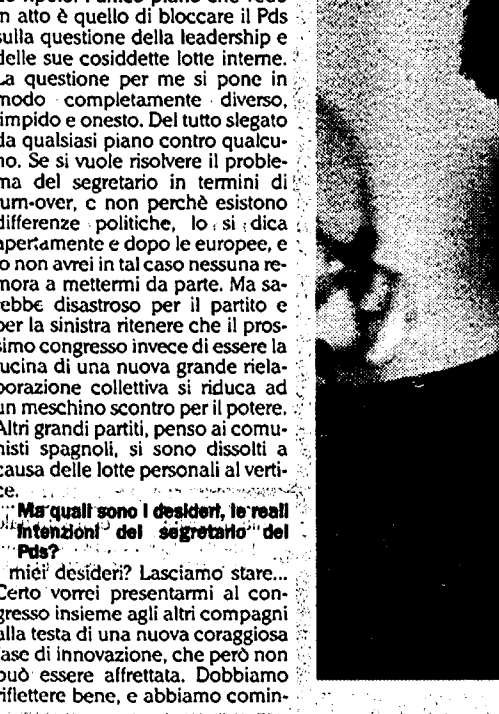 in atto è quello di bloccare il Pds
sulla questione della leadership e
delle sue cosiddette lotte interne.
La questione per me si pone in
modo completamente diverso,
limpido e onesto. Del tutto slegato
da qualsiasi piano contro qualcu-
no. Se si vuole risolvere il proble-
ma del segretario in termini di
turn-over, c non perchè esistono
differenze politiche, lo si dica
apertamente e dopo le europee, e
io non avrei in tal caso nessuna re-
mora a mettermi da parte. Ma sa-
rebbe disastroso per il partito e
per la sinistra ritenere che il pros-
simo congresso invece di essere la
fucina di una nuova grande riela-
borazione collettiva si riduca ad
un meschino scontro per il potere.
Altri grandi partiti, penso ai comu-
nisti spagnoli, si sono dissolti a
causa delle lotte personali al verti-
ce.
Ma quali sono i desideri, le reali
intenzioni del segretario del
Pds?
miei desideri? Lasciamo stare...
Certo vorrei presentarmi al con-
gresso insieme agli altri compagni
alla testa di una nuova coraggiosa
fase di innovazione, che però non
può essere affrettata. Dobbiamo
riflettere bene, e abbiamo comin-